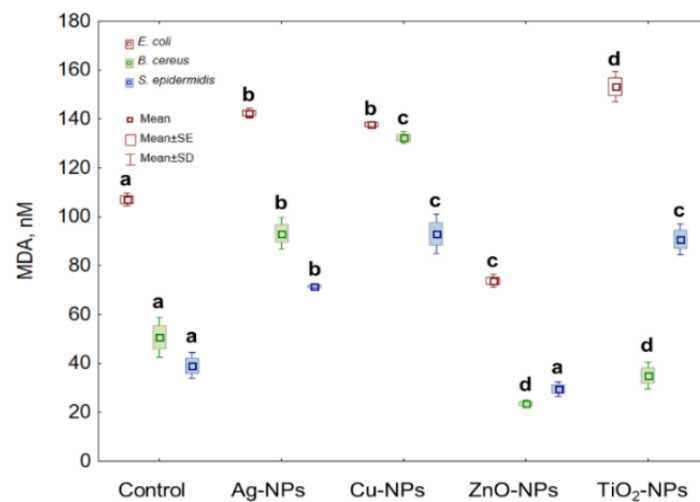 180
160
140
120
100
80
60
40
20
0
MDA, nM
E. coli
B. cereus
S. epidermidis
Mean
Mean±SE
Mean±SD
a
a
a
b
b
b
b
c
c
c
d
a
d
d
c
Control Ag-NPs Cu-NPs ZnO-NPs TiO₂-NPs